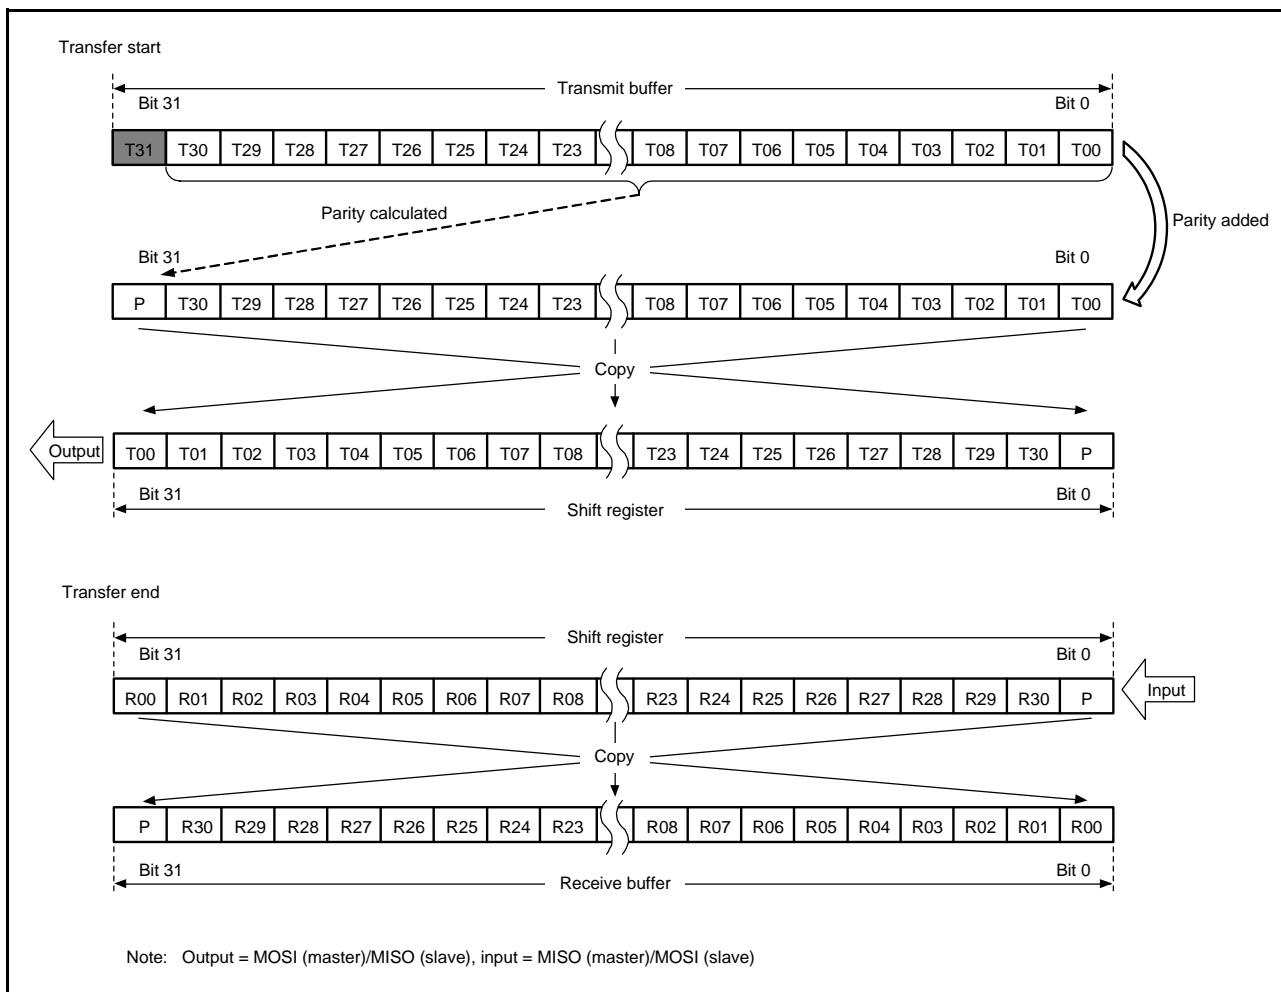 Transfer start
Transmit buffer
Bit 31 Bit 0
T31 T30 T29 T28 T27 T26 T25 T24 T23 T08 T07 T06 T05 T04 T03 T02 T01 T00
Parity calculated
Parity added
Bit 31 Bit 0
P T30 T29 T28 T27 T26 T25 T24 T23 T08 T07 T06 T05 T04 T03 T02 T01 T00
Copy
Output
T00 T01 T02 T03 T04 T05 T06 T07 T08 T23 T24 T25 T26 T27 T28 T29 T30 P
Bit 31 Bit 0
Shift register
Transfer end
Shift register
Bit 31 Bit 0
R00 R01 R02 R03 R04 R05 R06 R07 R08 R23 R24 R25 R26 R27 R28 R29 R30 P
Input
Copy
P R30 R29 R28 R27 R26 R25 R24 R23 R08 R07 R06 R05 R04 R03 R02 R01 R00
Bit 31 Bit 0
Receive buffer
Note: Output = MOSI (master)/MISO (slave), input = MISO (master)/MOSI (slave)